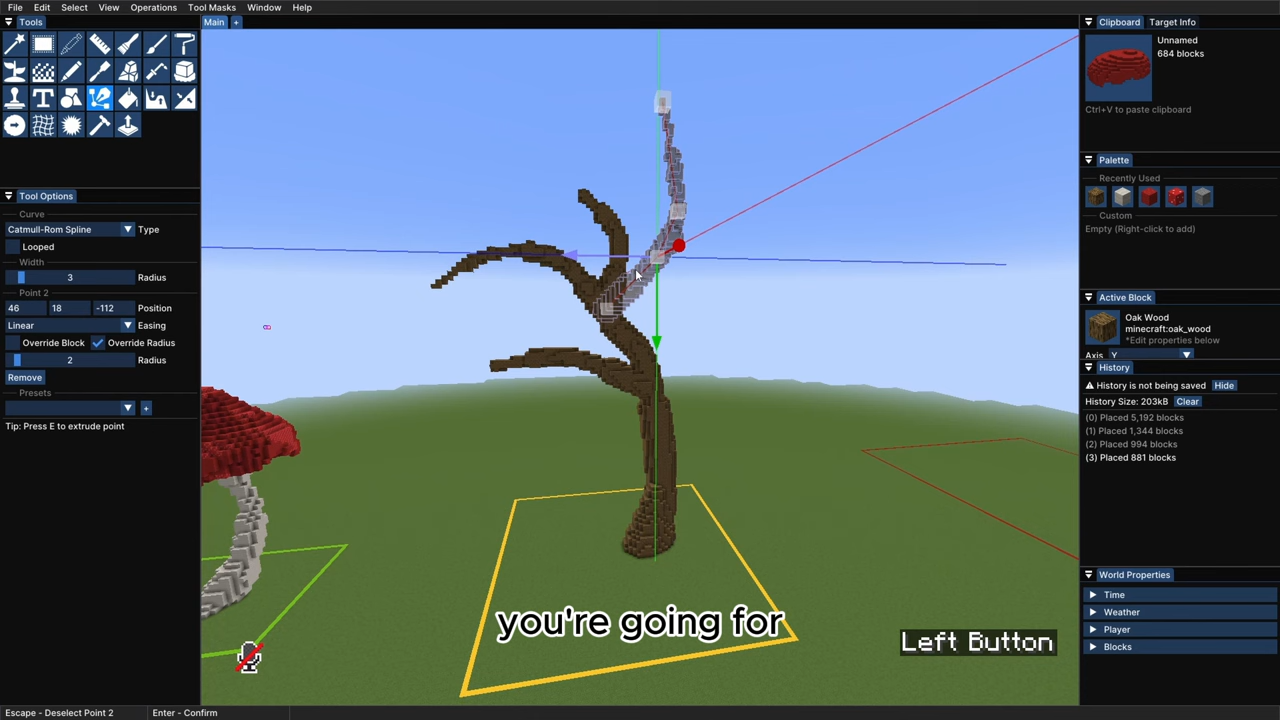 File Edit Select View Operations Tool Masks Window Help
Tools
Main +
Clipboard Target Info
Unnamed
684 blocks
Ctrl+V to paste clipboard
Palette
Recently Used
Custom
Empty (Right-click to add)
Tool Options
Curve
Catmull-Rom Spline Type
Looped
Width
3 Radius
Point 2
46 18 -112 Position
Linear Easing
Override Block Override Radius
2 Radius
Remove
Presets
+
Tip: Press E to extrude point
Active Block
Oak Wood
minecraft:oak_wood
*Edit properties below
Axis Y
History
History is not being saved Hide
History Size: 203kB Clear
(0) Placed 5,192 blocks
(1) Placed 1,344 blocks
(2) Placed 994 blocks
(3) Placed 881 blocks
World Properties
Time
Weather
Player
Blocks
you're going for
Left Button
Escape - Deselect Point 2 Enter - Confirm